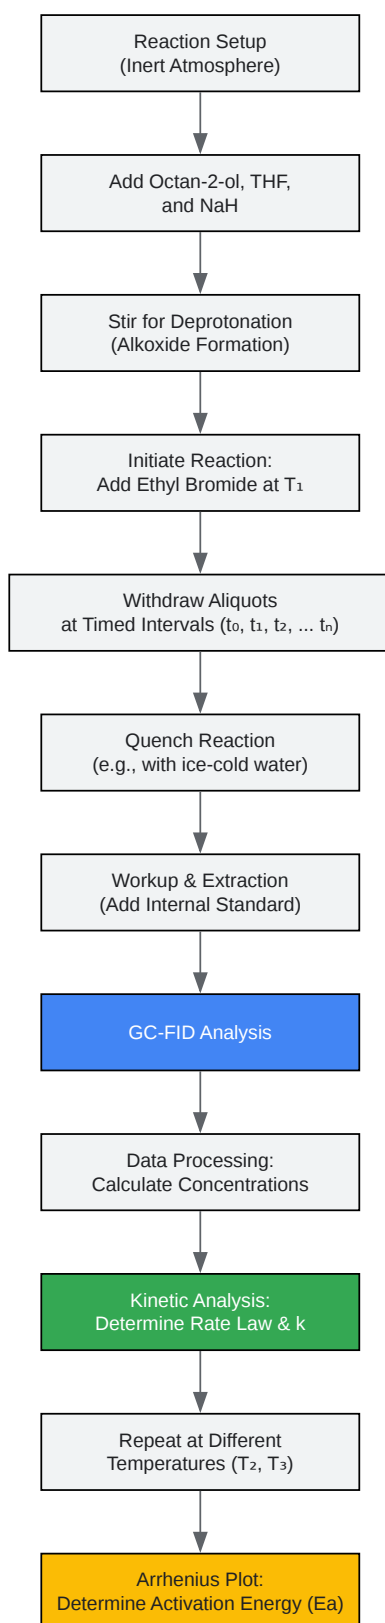 Reaction Setup
(Inert Atmosphere)
Add Octan-2-ol, THF,
and NaH
Stir for Deprotonation
(Alkoxide Formation)
Initiate Reaction:
Add Ethyl Bromide at T₁
Withdraw Aliquots
at Timed Intervals (t₀, t₁, t₂, ... tₙ)
Quench Reaction
(e.g., with ice-cold water)
Workup & Extraction
(Add Internal Standard)
GC-FID Analysis
Data Processing:
Calculate Concentrations
Kinetic Analysis:
Determine Rate Law & k
Repeat at Different
Temperatures (T₂, T₃)
Arrhenius Plot:
Determine Activation Energy (Ea)